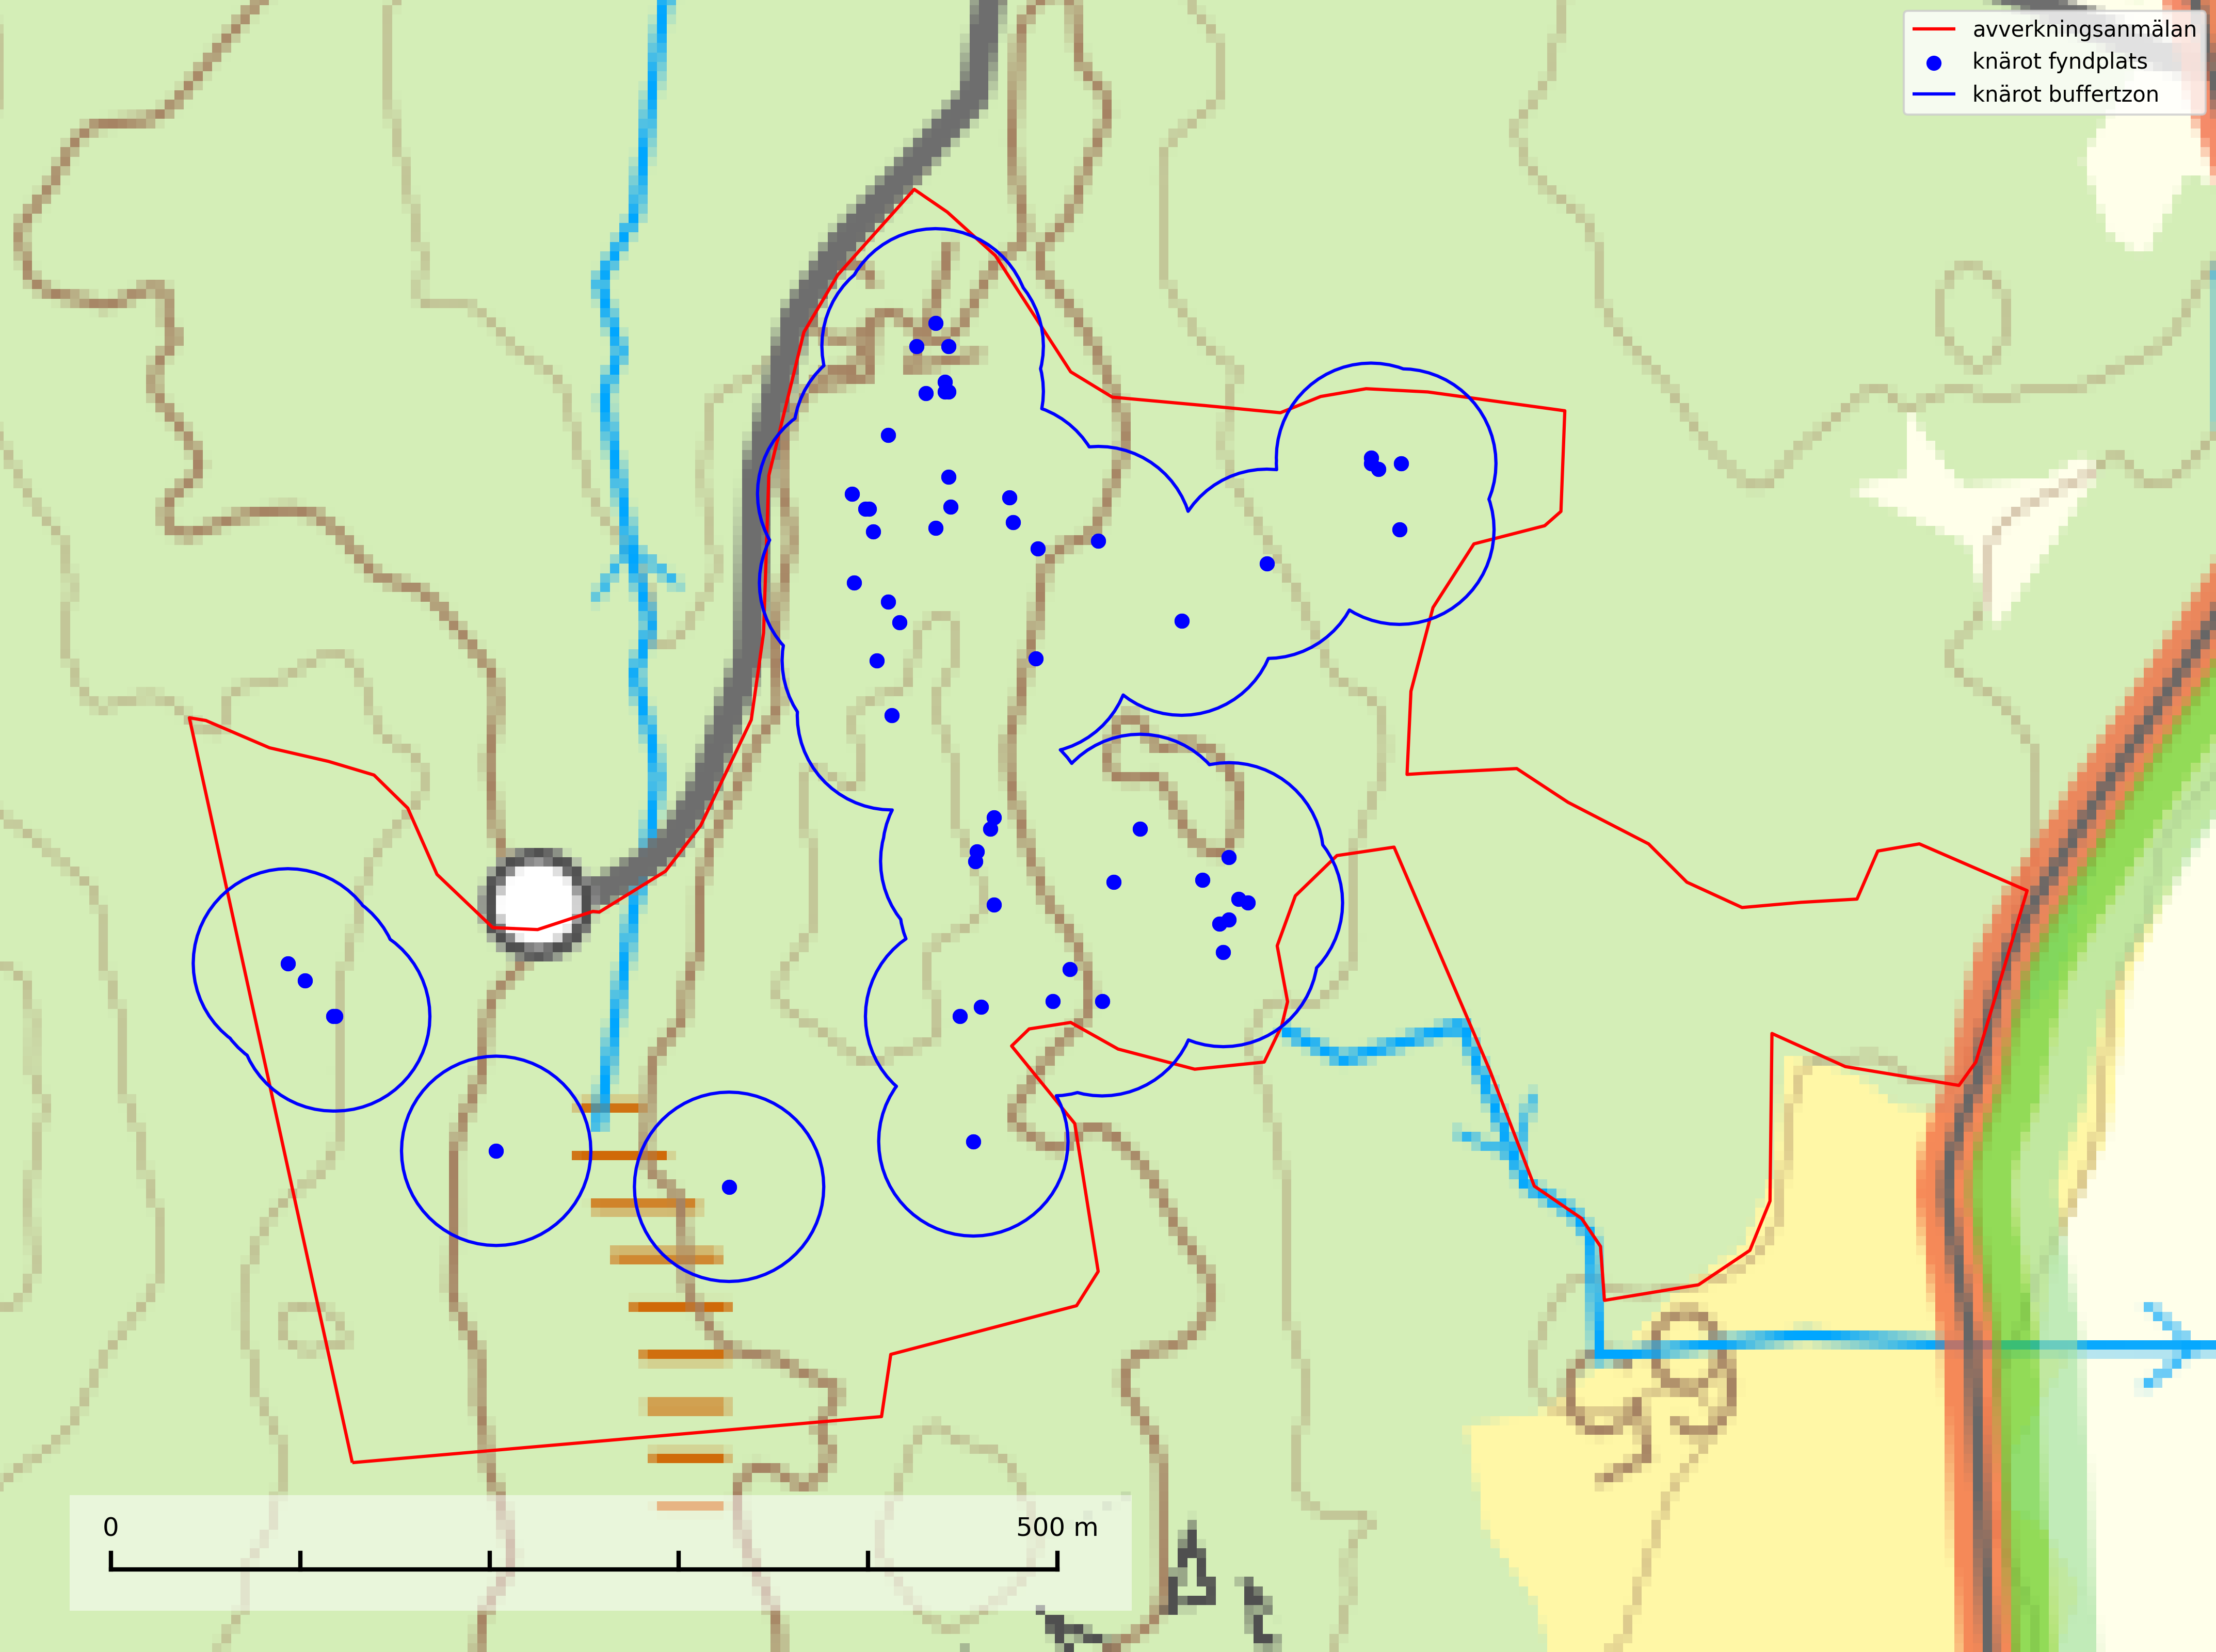 avverkningsanmälan
knärot fyndplats
knärot buffertzon
0 500 m